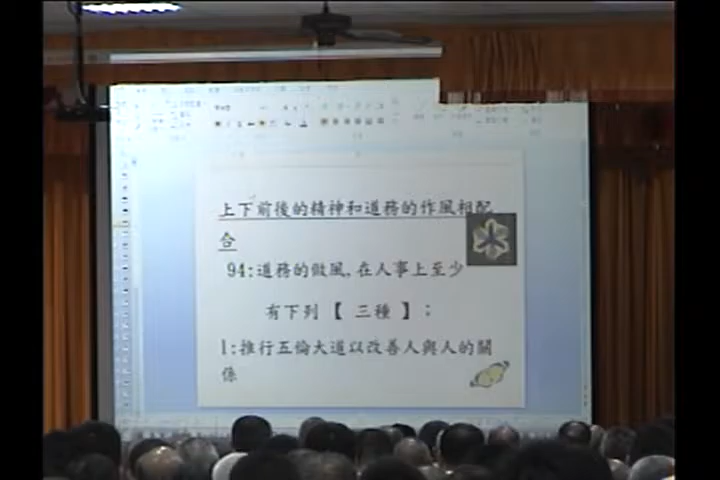 上下前後的精神和道務的作風相配
合
94:道務的做風,在人事上至少
有下列【 三種 】;
1:推行五倫大道以改善人與人的關
係